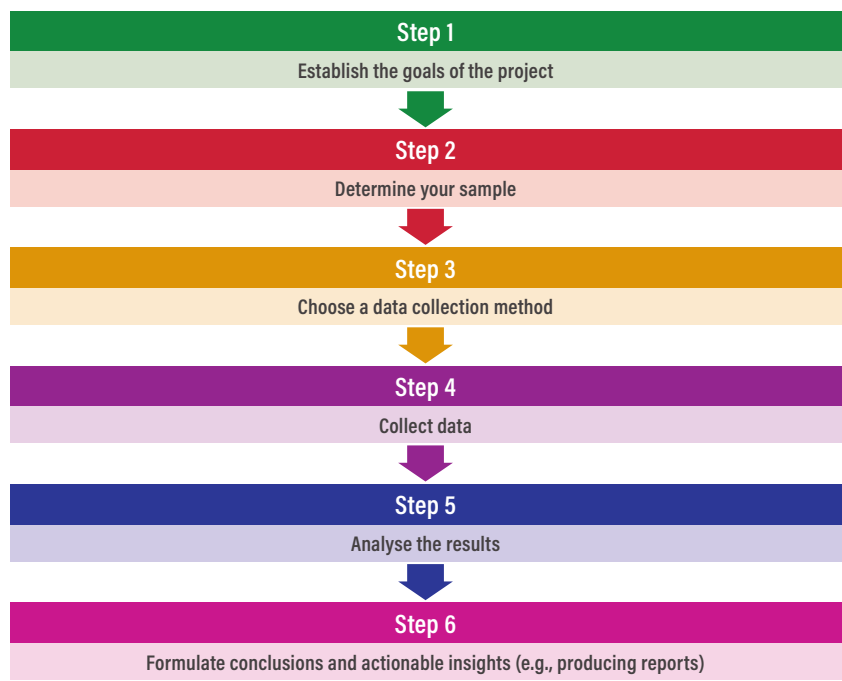 Step 1
Establish the goals of the project
Step 2
Determine your sample
Step 3
Choose a data collection method
Step 4
Collect data
Step 5
Analyse the results
Step 6
Formulate conclusions and actionable insights (e.g., producing reports)